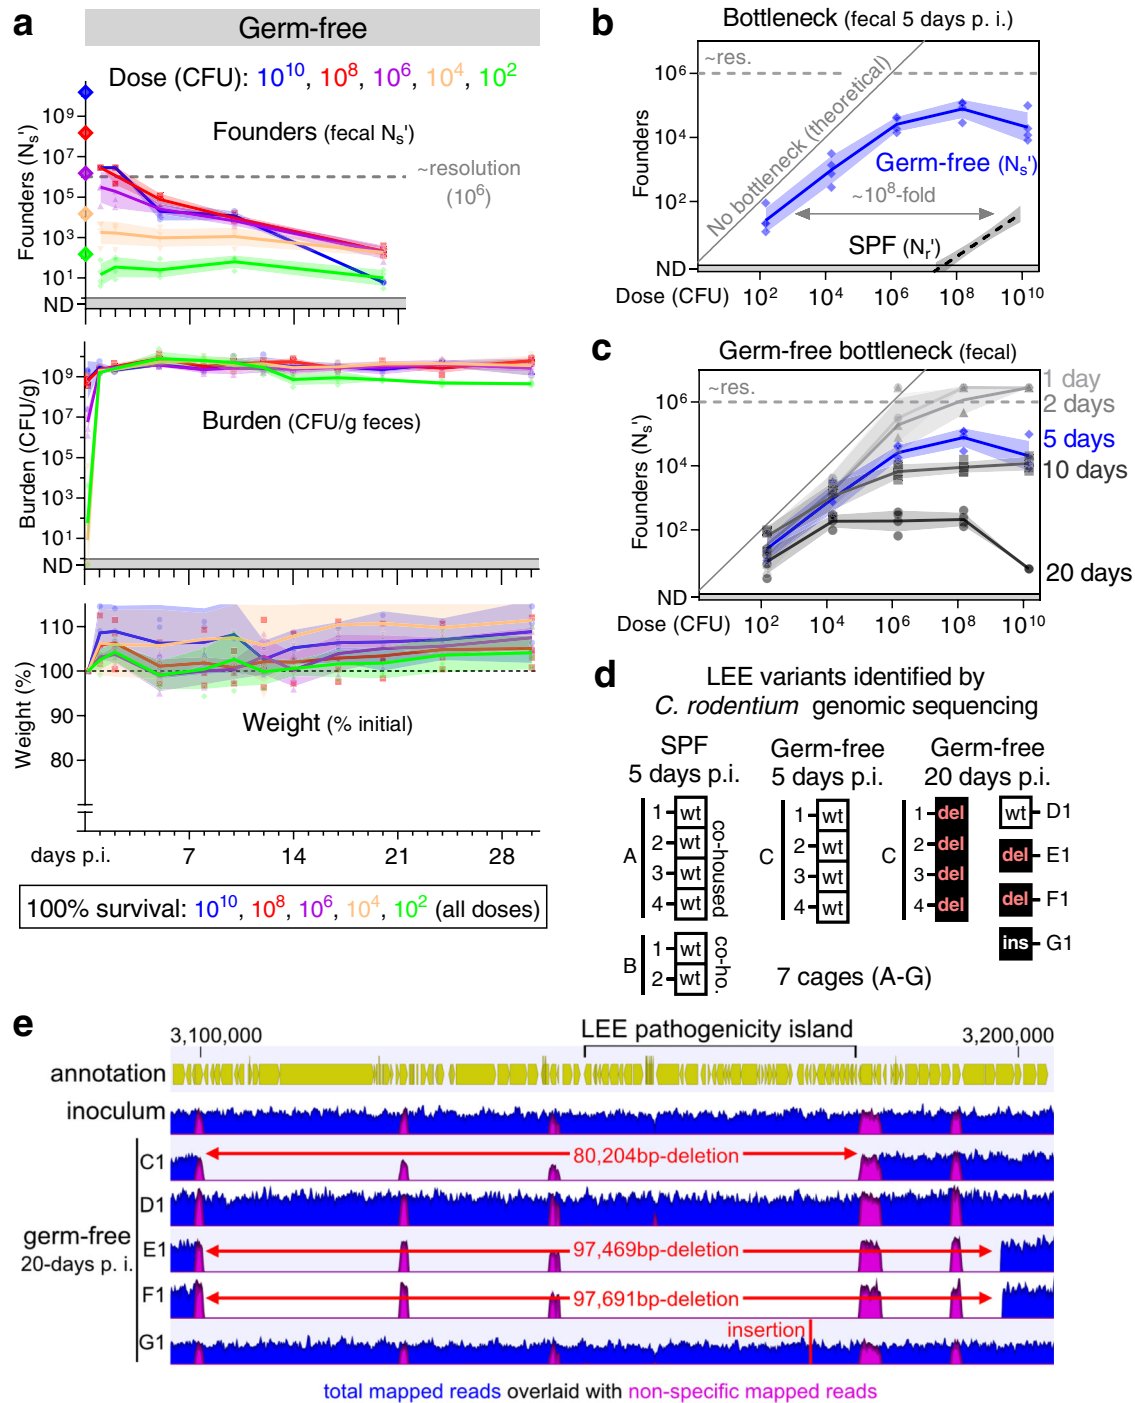 a
Germ-free
Dose (CFU): 10^10, 10^8, 10^6, 10^4, 10^2
Founders (fecal Ns')
~resolution
(10^6)
Founders (Ns')
10^9
10^7
10^5
10^3
10^1
ND
Burden (CFU/g feces)
Burden (CFU/g)
10^9
10^7
10^5
10^3
10^1
ND
Weight (% initial)
Weight (%)
110
100
90
80
days p.i.
7
14
21
28
100% survival: 10^10, 10^8, 10^6, 10^4, 10^2 (all doses)
b
Bottleneck (fecal 5 days p. i.)
~res.
No bottleneck (theoretical)
Germ-free (Ns')
~10^8-fold
SPF (Nr')
Founders
10^6
10^4
10^2
ND
Dose (CFU)
10^2
10^4
10^6
10^8
10^10
c
Germ-free bottleneck (fecal)
~res.
1 day
2 days
5 days
10 days
20 days
Founders (Ns')
10^6
10^4
10^2
ND
Dose (CFU)
10^2
10^4
10^6
10^8
10^10
d
LEE variants identified by
C. rodentium genomic sequencing
SPF
5 days p.i.
A
1 wt
2 wt
3 wt
4 wt
co-housed
B
1 wt
2 wt
co-ho.
Germ-free
5 days p.i.
C
1 wt
2 wt
3 wt
4 wt
Germ-free
20 days p.i.
C
1 del
2 del
3 del
4 del
wt D1
del E1
del F1
ins G1
7 cages (A-G)
e
3,100,000
LEE pathogenicity island
3,200,000
annotation
inoculum
germ-free
20-days p. i.
C1
80,204bp-deletion
D1
E1
97,469bp-deletion
F1
97,691bp-deletion
G1
insertion
total mapped reads overlaid with non-specific mapped reads